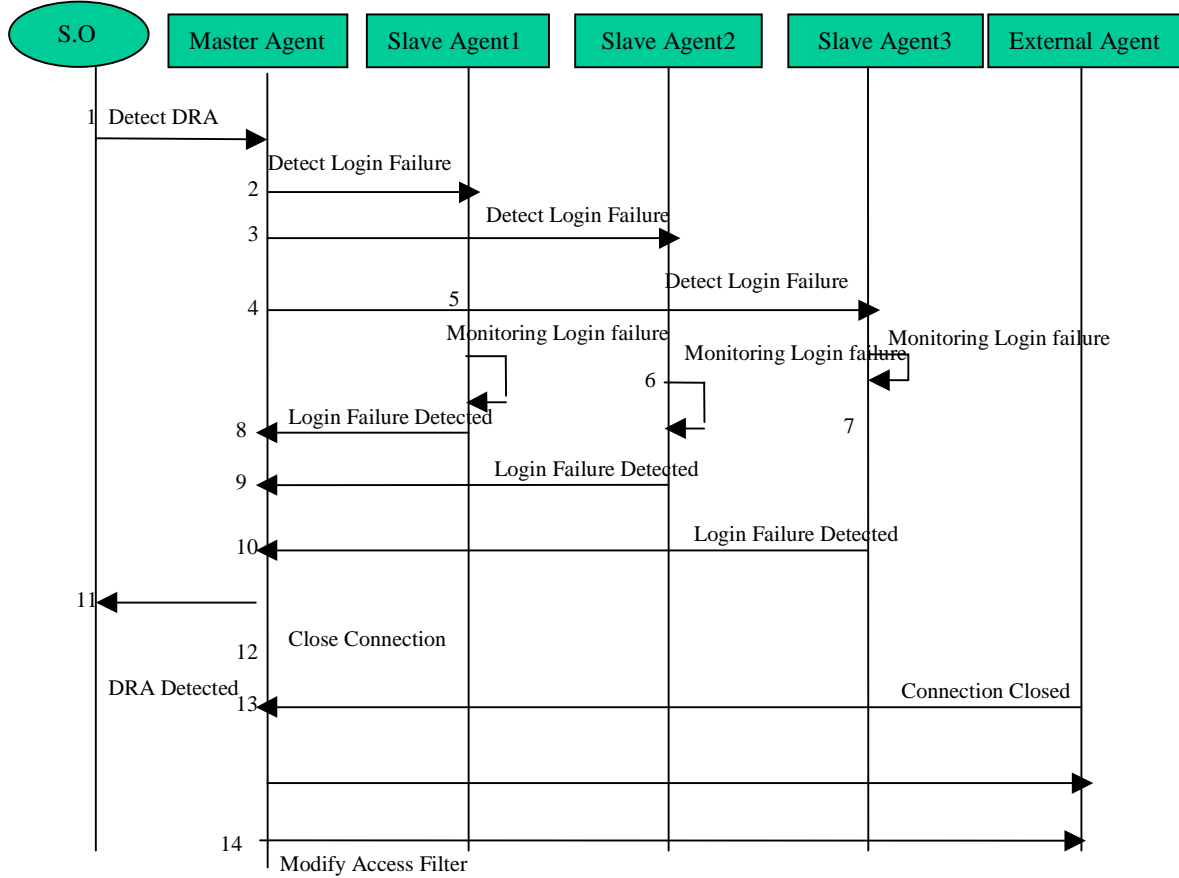 S.O
Master Agent
Slave Agent1
Slave Agent2
Slave Agent3
External Agent
1 Detect DRA
Detect Login Failure
2
Detect Login Failure
3
Detect Login Failure
4
5
Monitoring Login failure
Monitoring Login failure
Monitoring Login failure
6
7
8 Login Failure Detected
9 Login Failure Detected
10 Login Failure Detected
11
12 Close Connection
DRA Detected
13 Connection Closed
14
Modify Access Filter